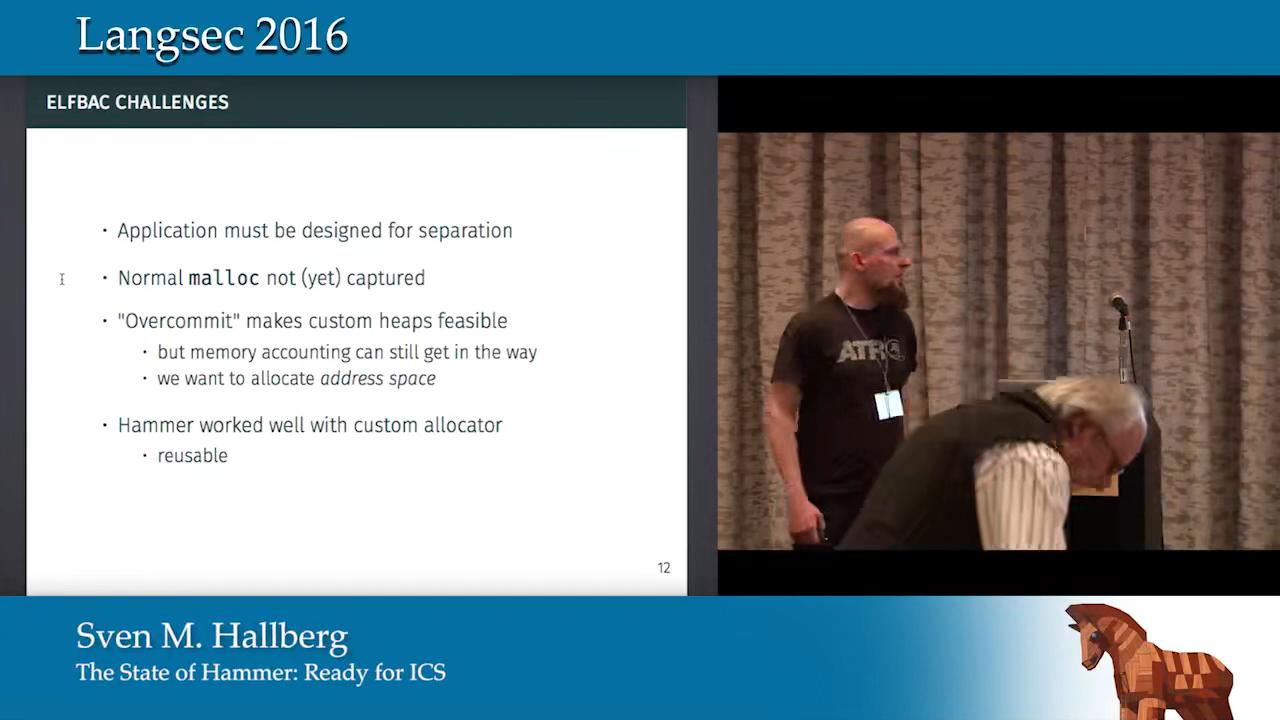 Langsec 2016
ELFBAC CHALLENGES
· Application must be designed for separation
· Normal malloc not (yet) captured
· "Overcommit" makes custom heaps feasible
· but memory accounting can still get in the way
· we want to allocate address space
· Hammer worked well with custom allocator
· reusable
12
Sven M. Hallberg
The State of Hammer: Ready for ICS